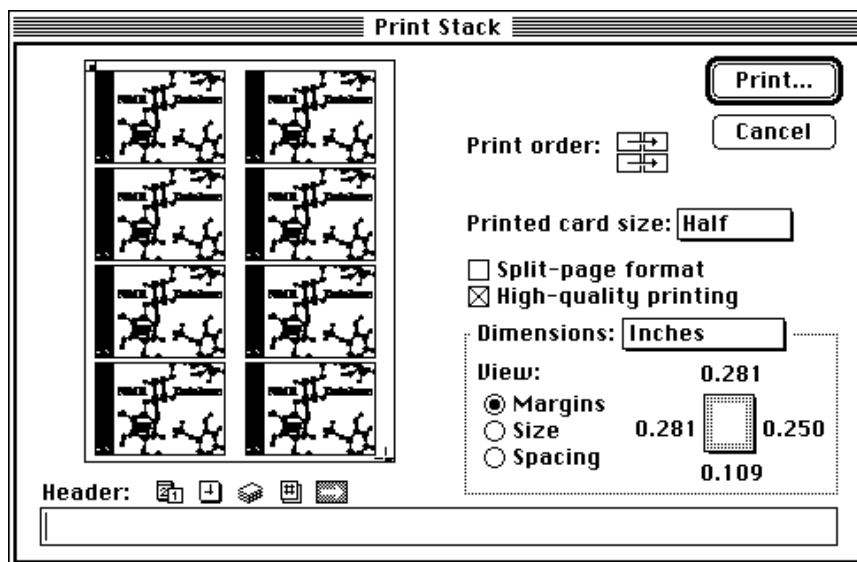 Print Stack
Print...
Cancel
Print order:
Printed card size: Half
Split-page format
High-quality printing
Dimensions: Inches
View:
0.281
Margins
Size
Spacing
0.281
0.250
0.109
Header: